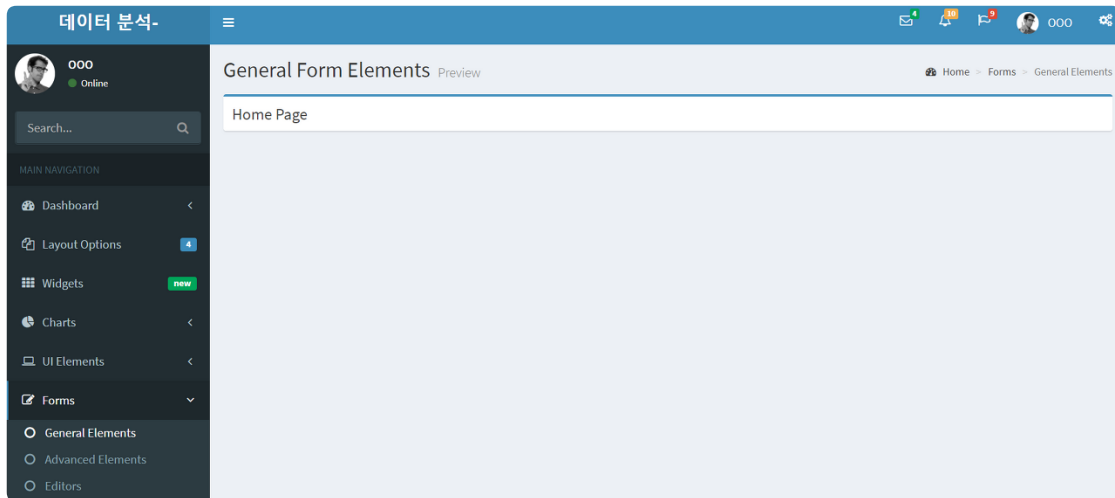 데이터 분석-
4
10
9
OOO
OOO
Online
General Form Elements Preview
Home > Forms > General Elements
Search...
Home Page
MAIN NAVIGATION
Dashboard
Layout Options 4
Widgets new
Charts
UI Elements
Forms
General Elements
Advanced Elements
Editors